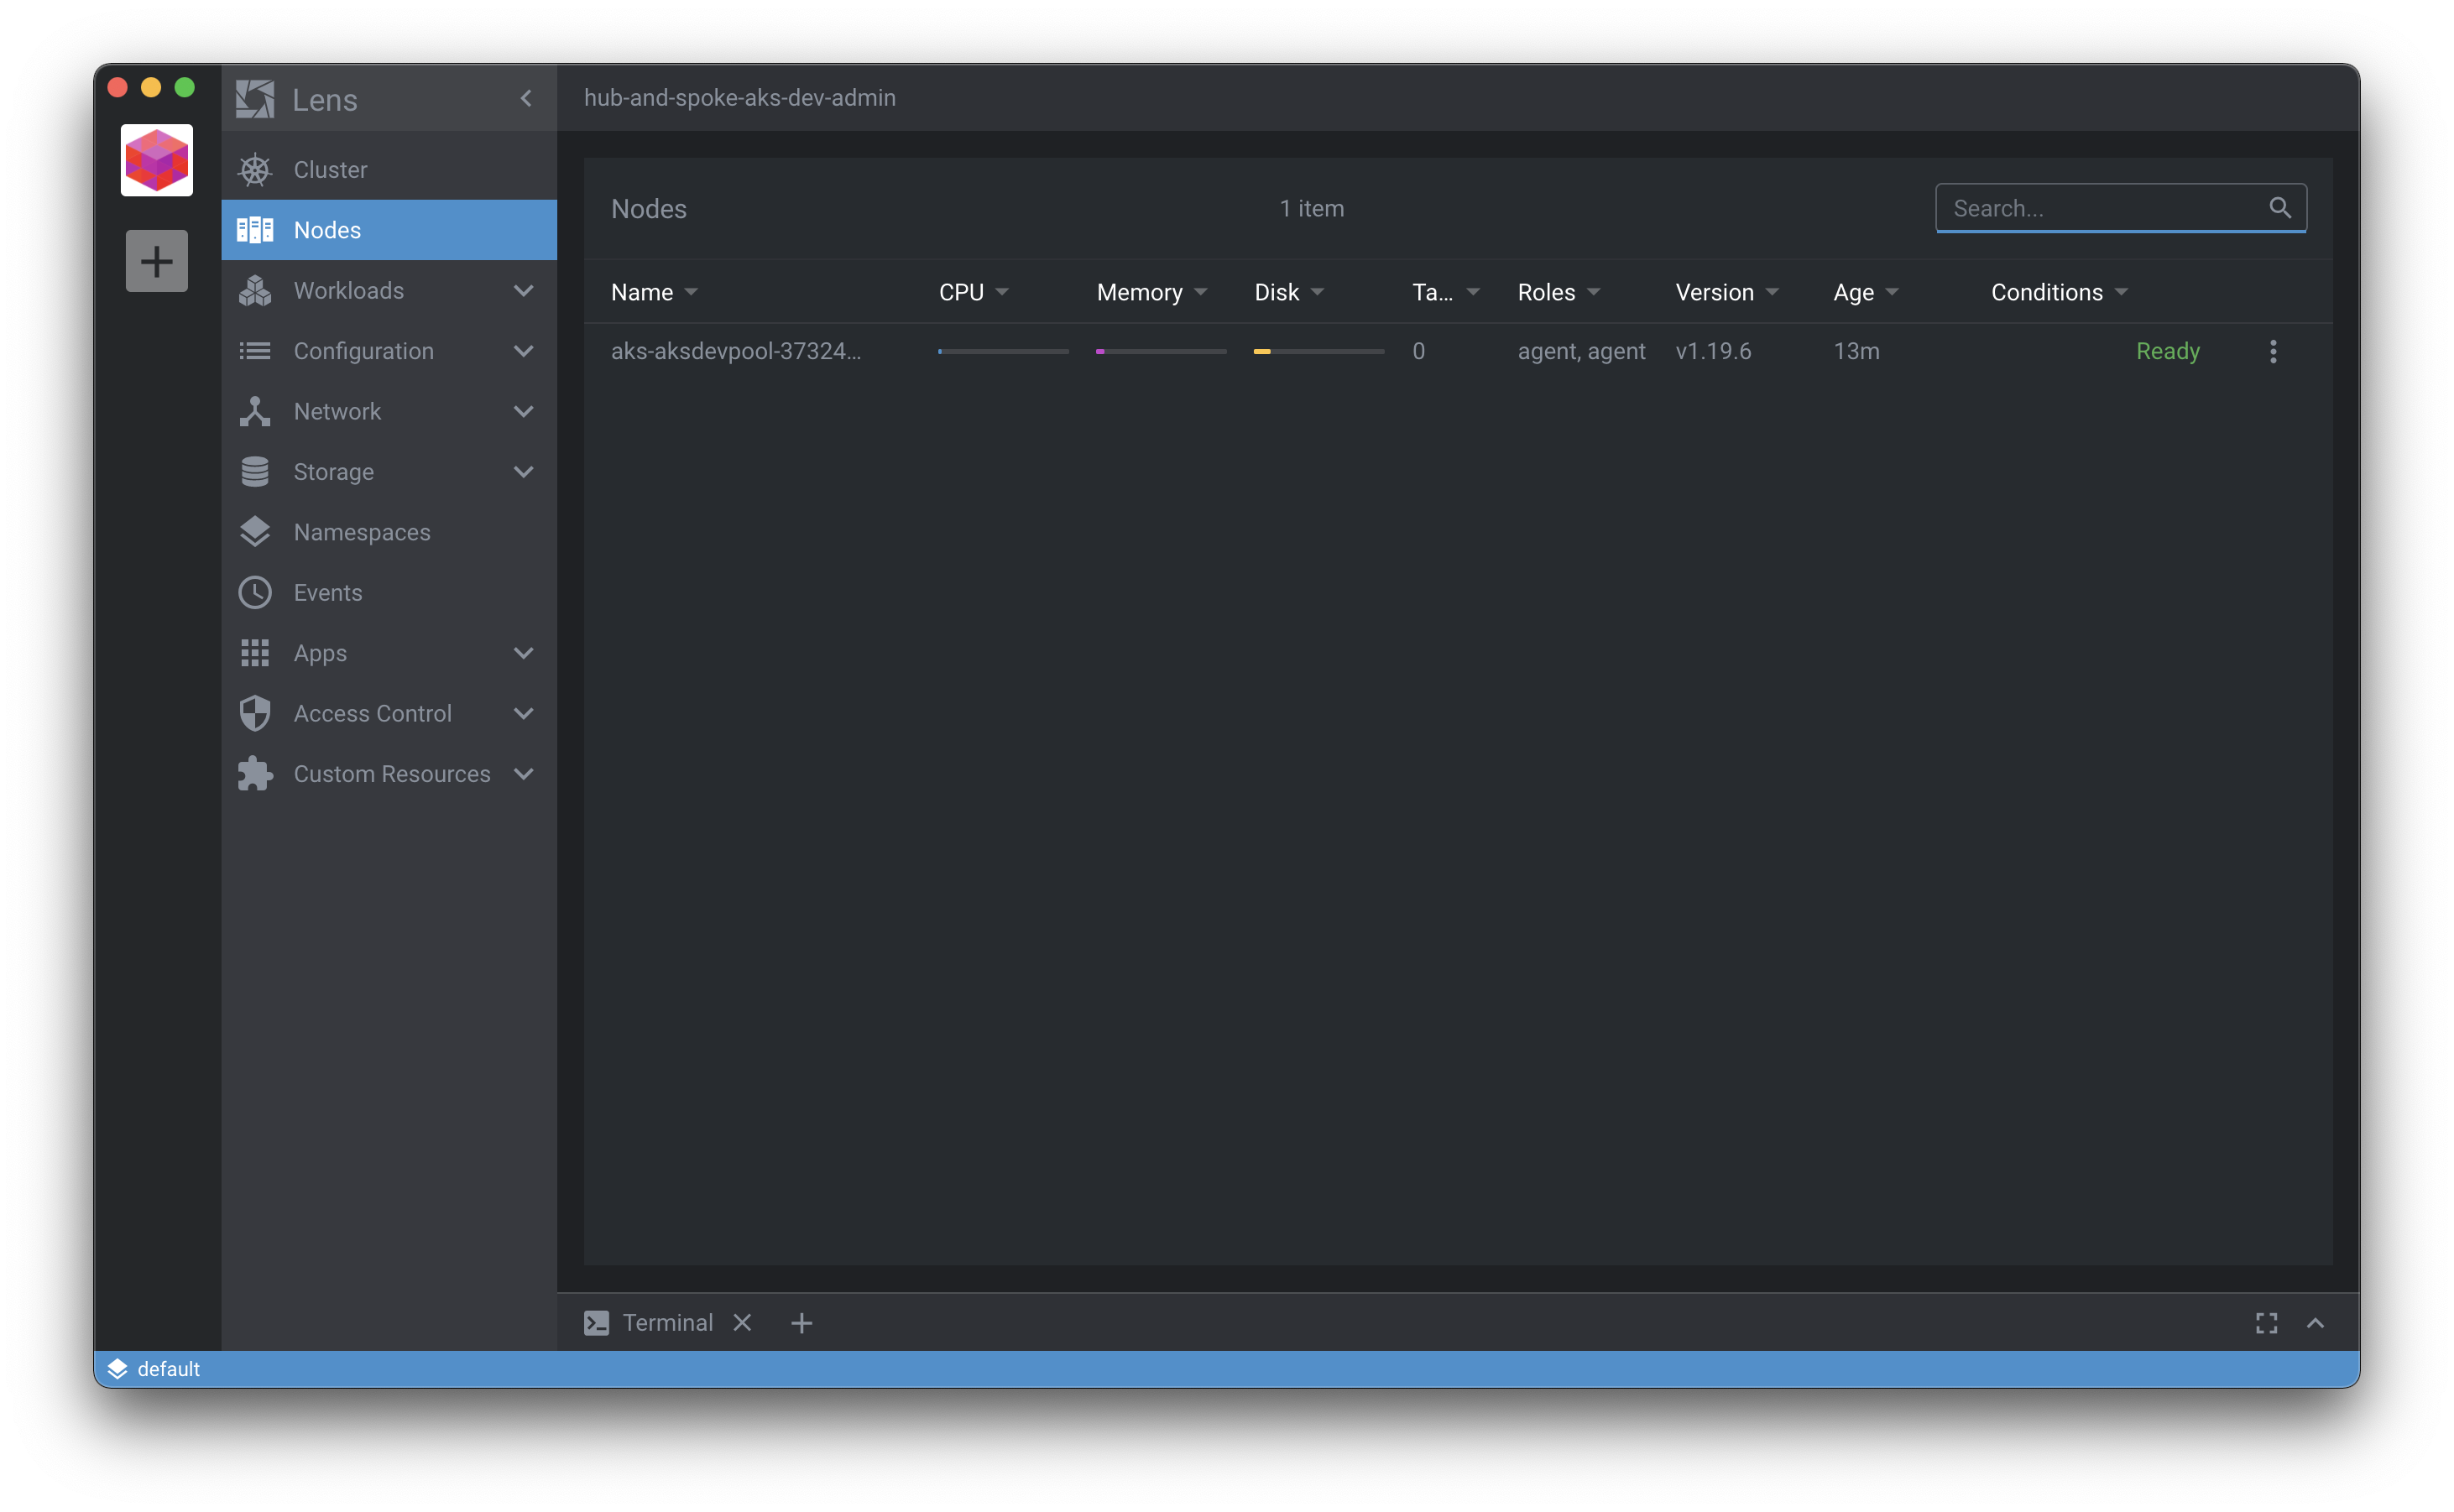 Lens
hub-and-spoke-aks-dev-admin
Cluster
Nodes
Workloads
Configuration
Network
Storage
Namespaces
Events
Apps
Access Control
Custom Resources
Nodes 1 item Search...
Name CPU Memory Disk Ta... Roles Version Age Conditions
aks-aksdevpool-37324... 0 agent, agent v1.19.6 13m Ready
Terminal
default